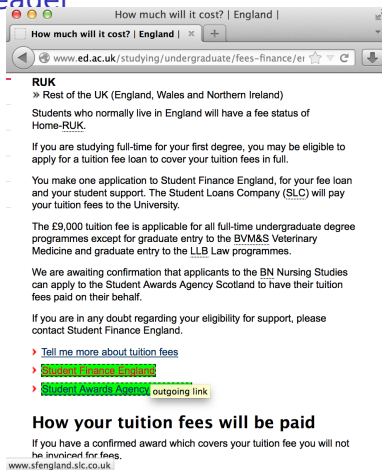 How much will it cost? | England |
How much will it cost? | England | × +
www.ed.ac.uk/studying/undergraduate/fees-finance/er
RUK
» Rest of the UK (England, Wales and Northern Ireland)
Students who normally live in England will have a fee status of
Home-RUK.
If you are studying full-time for your first degree, you may be eligible to
apply for a tuition fee loan to cover your tuition fees in full.
You make one application to Student Finance England, for your fee loan
and your student support. The Student Loans Company (SLC) will pay
your tuition fees to the University.
The £9,000 tuition fee is applicable for all full-time undergraduate degree
programmes except for graduate entry to the BVM&S Veterinary
Medicine and graduate entry to the LLB Law programmes.
We are awaiting confirmation that applicants to the BN Nursing Studies
can apply to the Student Awards Agency Scotland to have their tuition
fees paid on their behalf.
If you are in any doubt regarding your eligibility for support, please
contact Student Finance England.
› Tell me more about tuition fees
› Student Finance England
› Student Awards Agency outgoing link
How your tuition fees will be paid
If you have a confirmed award which covers your tuition fee you will not
be invoiced for fees.
www.sfengland.slc.co.uk